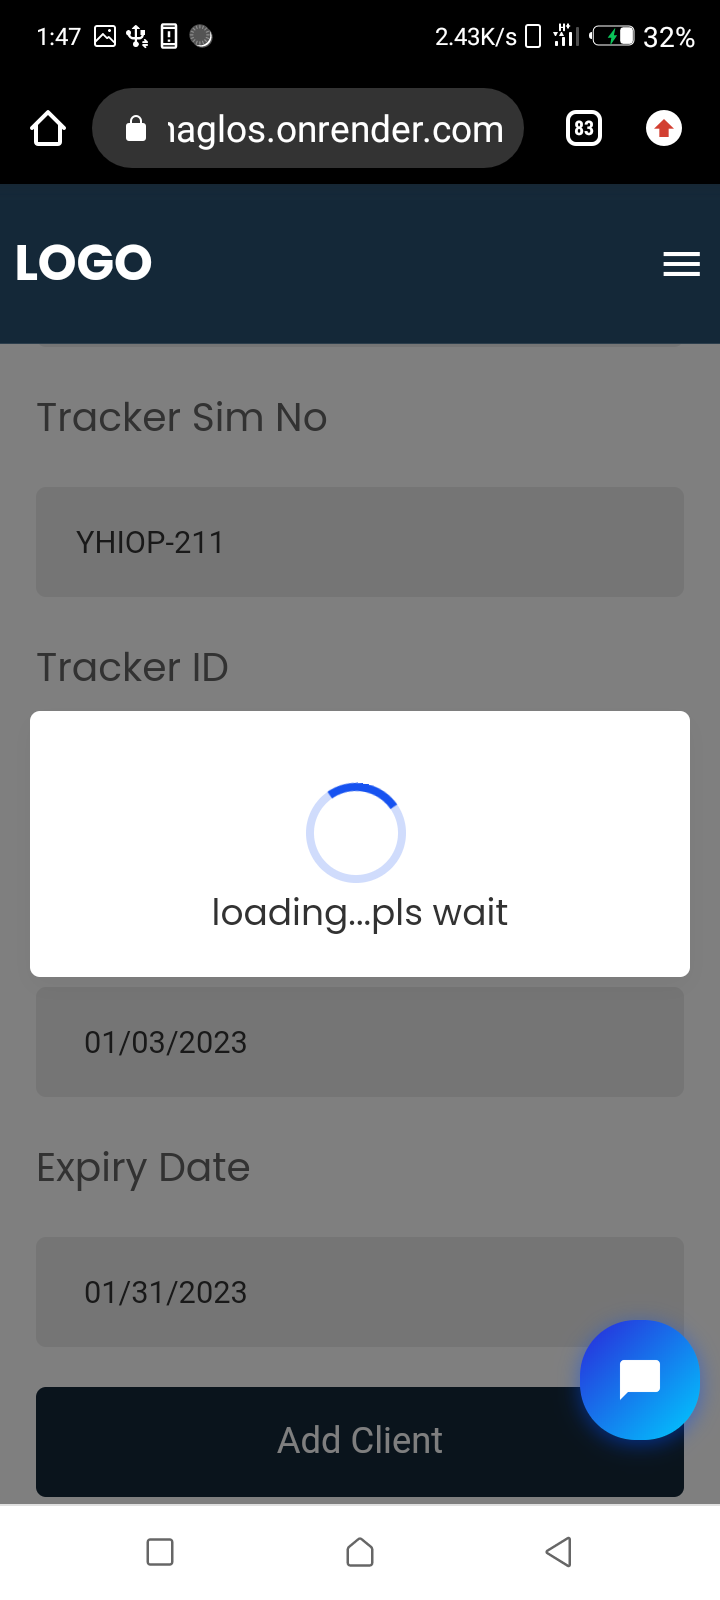 1:47 2.43K/s H+ 32%
naglos.onrender.com 83
LOGO
Tracker Sim No
YHIOP-211
Tracker ID
loading...pls wait
01/03/2023
Expiry Date
01/31/2023
Add Client